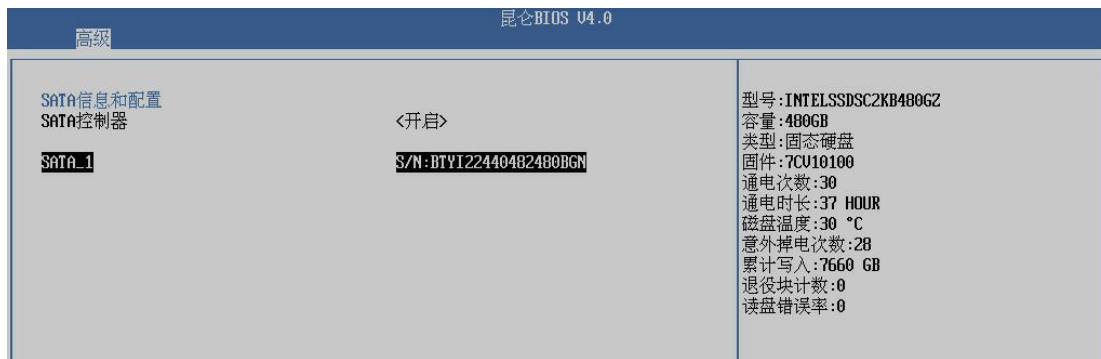 昆仑BIOS V4.0
高级
SATA信息和配置
SATA控制器 <开启>
SATA_1 S/N:BTYI22440482480BGN
型号:INTELSSDSC2KB480GZ
容量:480GB
类型:固态硬盘
固件:7CV10100
通电次数:30
通电时长:37 HOUR
磁盘温度:30 °C
意外掉电次数:28
累计写入:7660 GB
退役块计数:0
读盘错误率:0